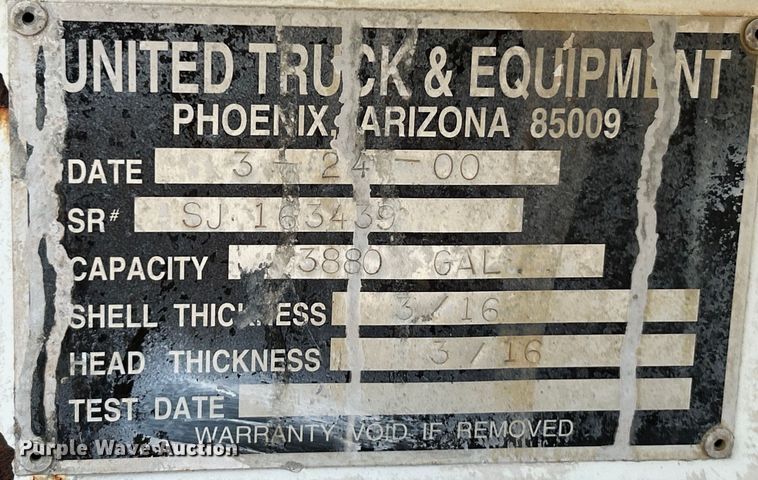 UNITED TRUCK & EQUIPMENT
PHOENIX, ARIZONA 85009
DATE 3-24-00
SR# SJ 163439
CAPACITY 3880 GAL.
SHELL THICKNESS 3/16
HEAD THICKNESS 3/16
TEST DATE
WARRANTY VOID IF REMOVED
Purple Wave Auction